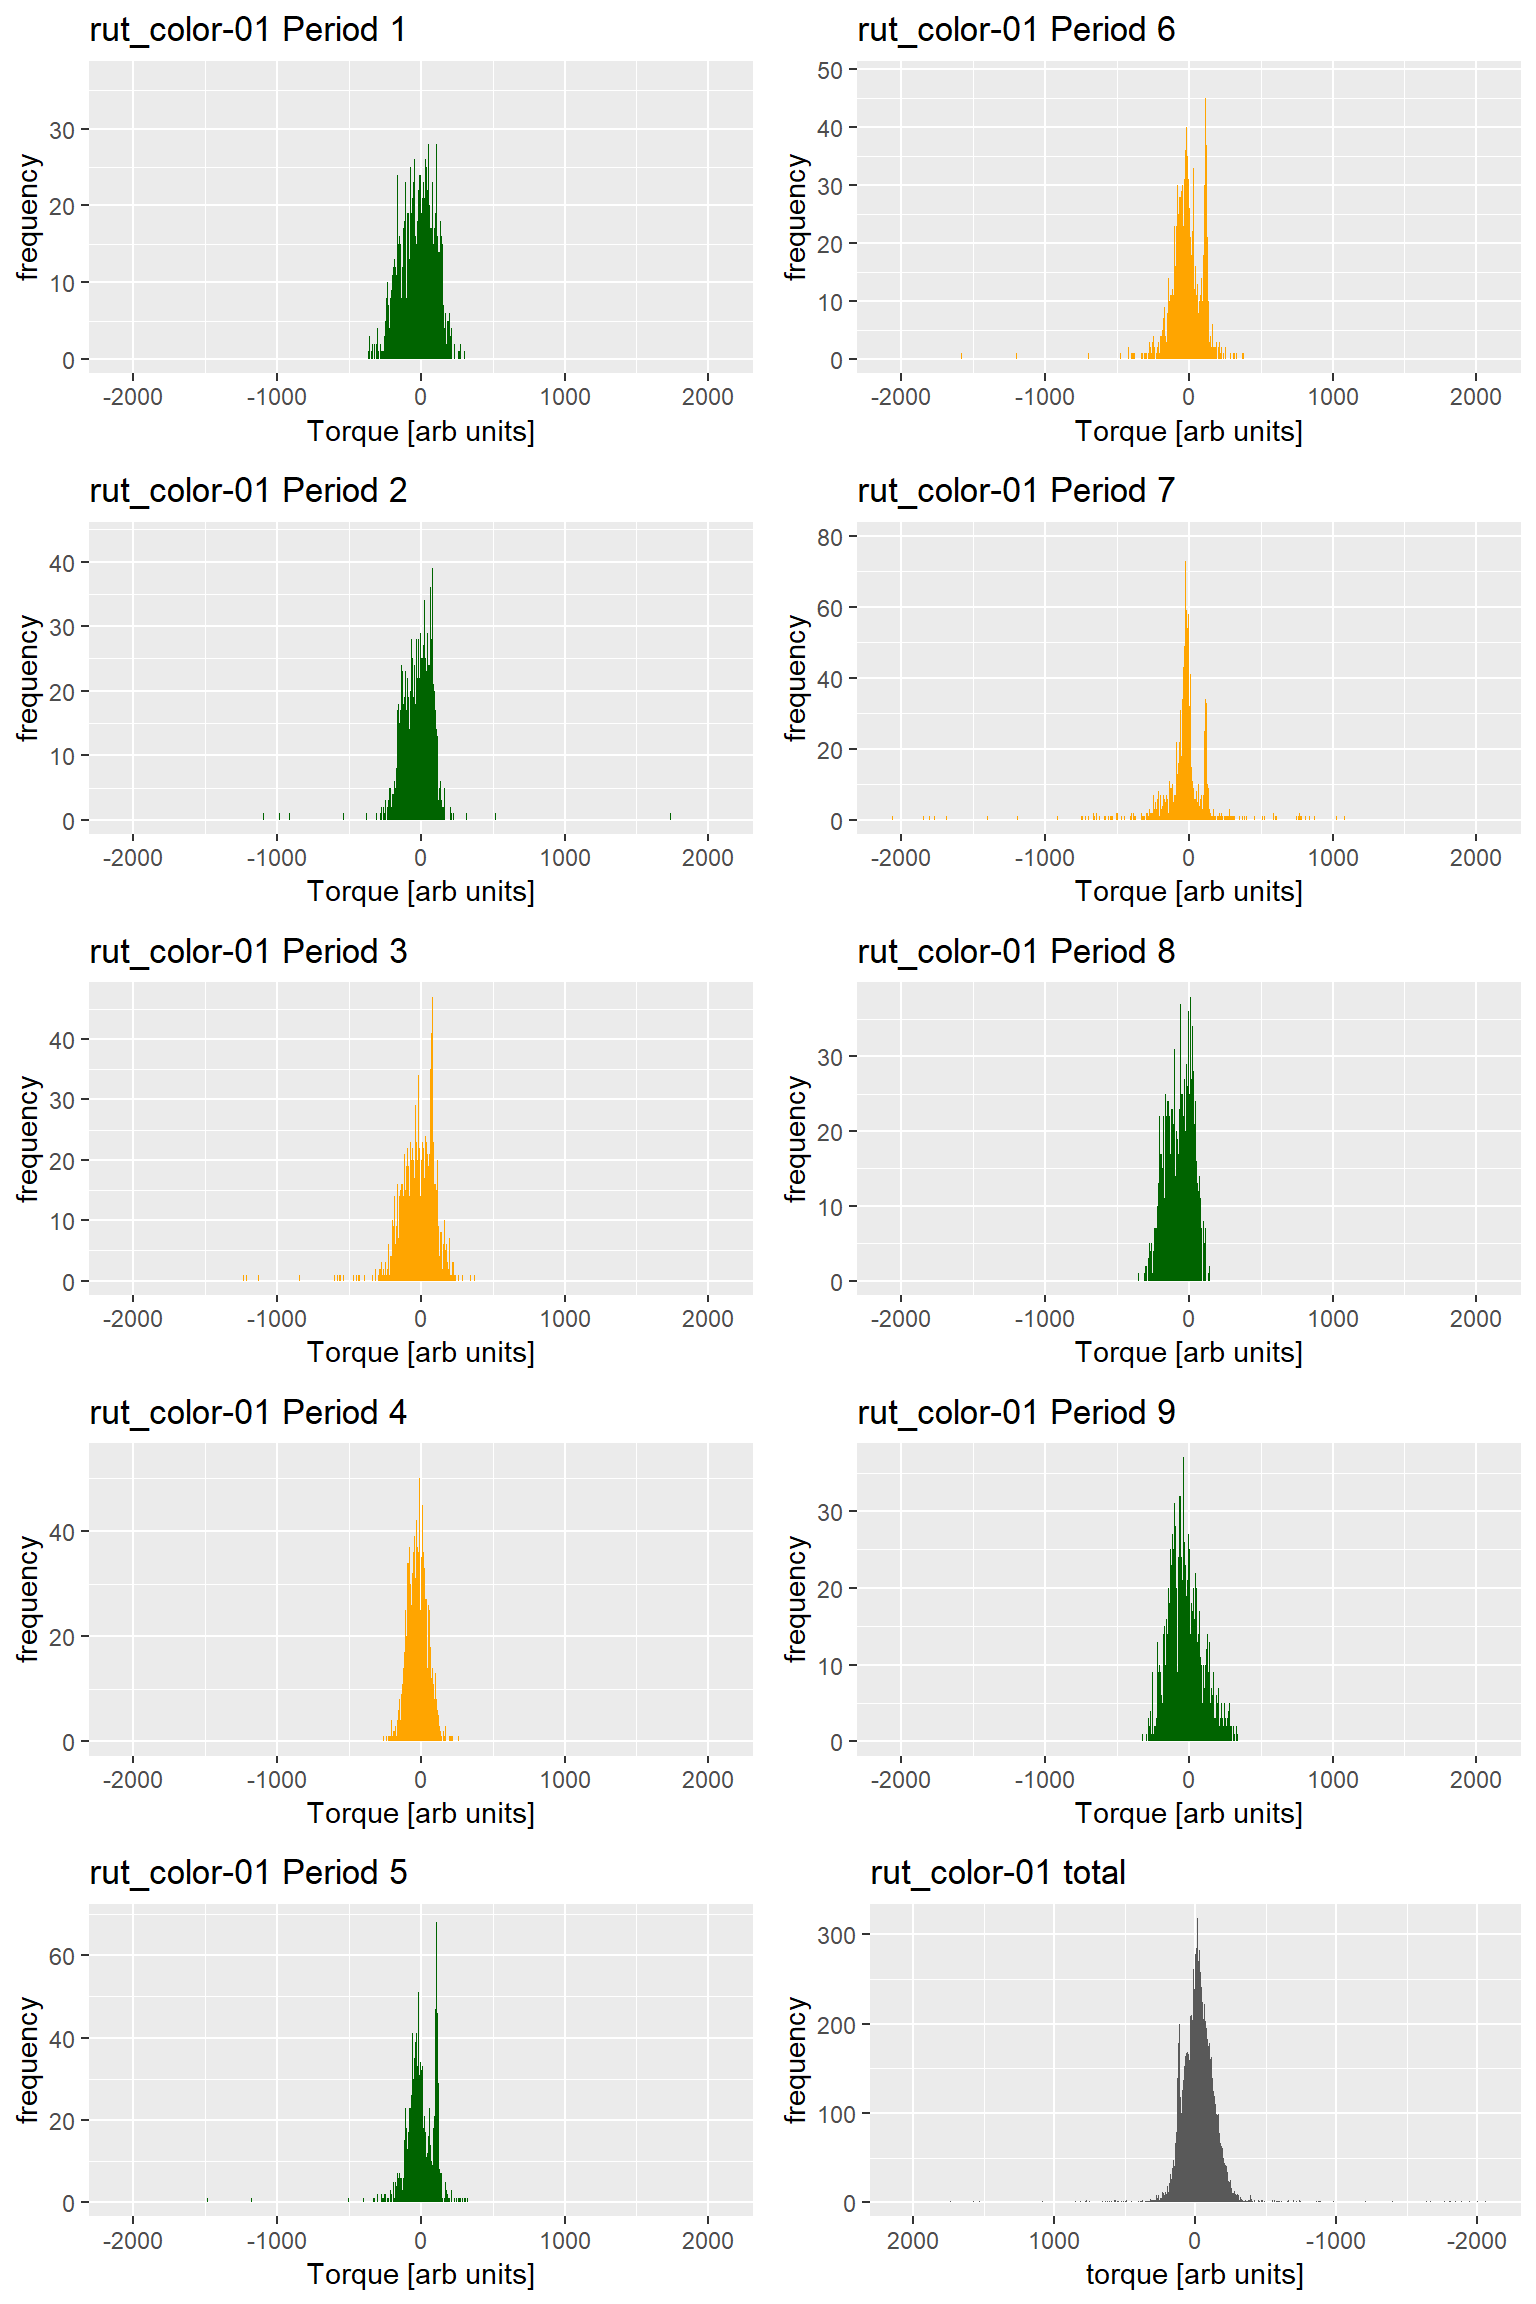 rut_color-01 Period 1
frequency
30
20
10
0
-2000 -1000 0 1000 2000
Torque [arb units]
rut_color-01 Period 6
frequency
50
40
30
20
10
0
-2000 -1000 0 1000 2000
Torque [arb units]
rut_color-01 Period 2
frequency
40
30
20
10
0
-2000 -1000 0 1000 2000
Torque [arb units]
rut_color-01 Period 7
frequency
80
60
40
20
0
-2000 -1000 0 1000 2000
Torque [arb units]
rut_color-01 Period 3
frequency
40
30
20
10
0
-2000 -1000 0 1000 2000
Torque [arb units]
rut_color-01 Period 8
frequency
30
20
10
0
-2000 -1000 0 1000 2000
Torque [arb units]
rut_color-01 Period 4
frequency
40
20
0
-2000 -1000 0 1000 2000
Torque [arb units]
rut_color-01 Period 9
frequency
30
20
10
0
-2000 -1000 0 1000 2000
Torque [arb units]
rut_color-01 Period 5
frequency
60
40
20
0
-2000 -1000 0 1000 2000
Torque [arb units]
rut_color-01 total
frequency
300
200
100
0
2000 1000 0 -1000 -2000
torque [arb units]